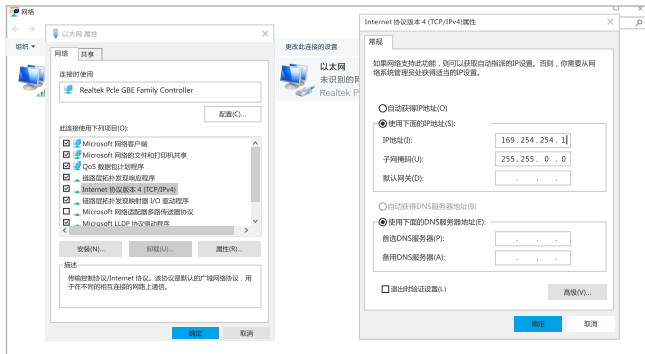 网络
组织
更改此连接的设置
以太网
未识别的网
Realtek P
以太网 属性
网络
共享
连接时使用:
Realtek Pcle GBE Family Controller
配置(C)...
此连接使用下列项目(O):
Microsoft 网络客户端
Microsoft 网络的文件和打印机共享
QoS 数据包计划程序
链路层拓扑发现响应程序
Internet 协议版本 4 (TCP/IPv4)
链路层拓扑发现映射器 I/O 驱动程序
Microsoft 网络适配器多路传送器协议
Microsoft LLDP 协议驱动程序
安装(N)...
卸载(U)...
属性(R)...
描述
传输控制协议/Internet 协议。该协议是默认的广域网络协议，用
于在不同的相互连接的网络上通信。
确定
取消
Internet 协议版本 4 (TCP/IPv4)属性
常规
如果网络支持此功能，则可以获取自动指派的IP设置。否则，你需要从网
络系统管理员处获得适当的IP设置。
自动获得IP地址(O)
使用下面的IP地址(S):
IP地址(I):
169.254.254. 1
子网掩码(U):
255.255. 0 . 0
默认网关(D):
. . .
自动获得DNS服务器地址(B)
使用下面的DNS服务器地址(E):
首选DNS服务器(P):
. . .
备用DNS服务器(A):
. . .
退出时验证设置(L)
高级(V)...
确定
取消